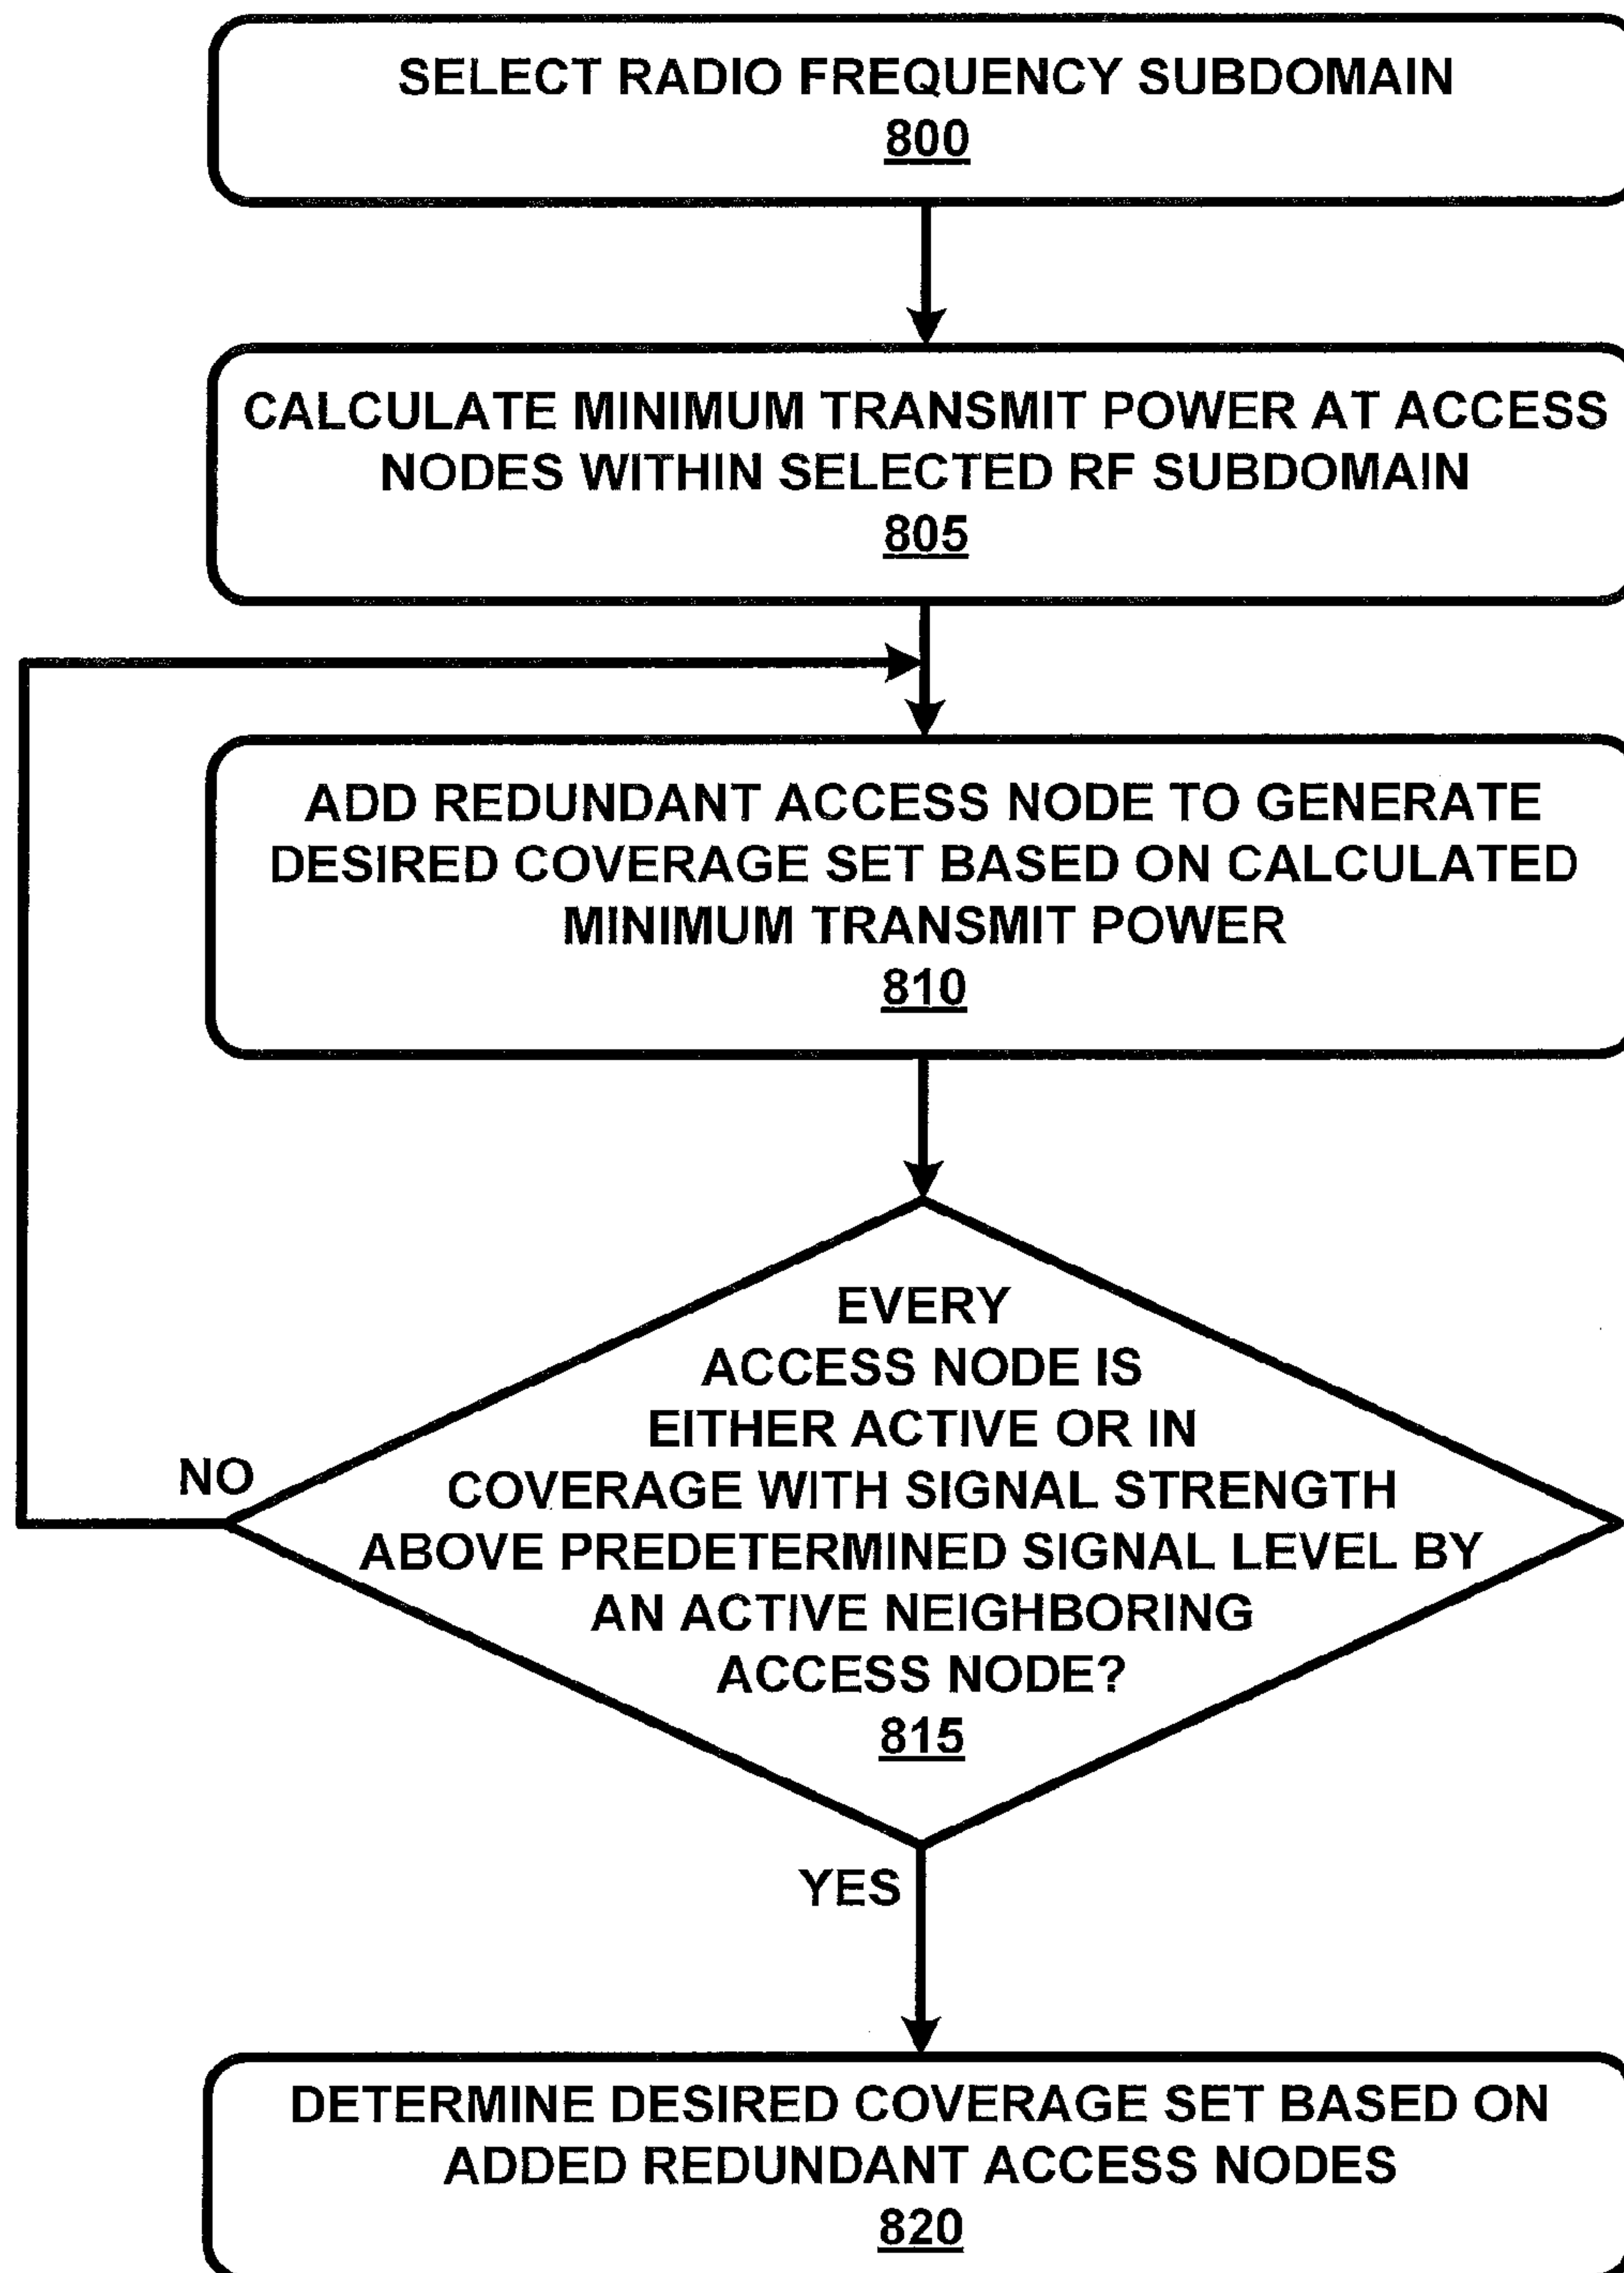 SELECT RADIO FREQUENCY SUBDOMAIN
800
CALCULATE MINIMUM TRANSMIT POWER AT ACCESS
NODES WITHIN SELECTED RF SUBDOMAIN
805
ADD REDUNDANT ACCESS NODE TO GENERATE
DESIRED COVERAGE SET BASED ON CALCULATED
MINIMUM TRANSMIT POWER
810
EVERY
ACCESS NODE IS
EITHER ACTIVE OR IN
COVERAGE WITH SIGNAL STRENGTH
ABOVE PREDETERMINED SIGNAL LEVEL BY
AN ACTIVE NEIGHBORING
ACCESS NODE?
815
NO
YES
DETERMINE DESIRED COVERAGE SET BASED ON
ADDED REDUNDANT ACCESS NODES
820